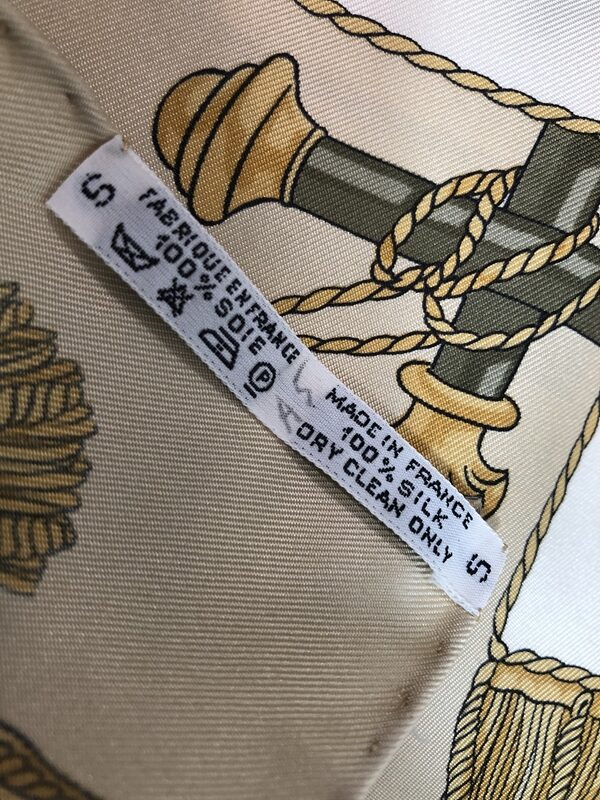 S
FABRIQUE EN FRANCE
100% SOIE
P
MADE IN FRANCE
100% SILK
DRY CLEAN ONLY
S